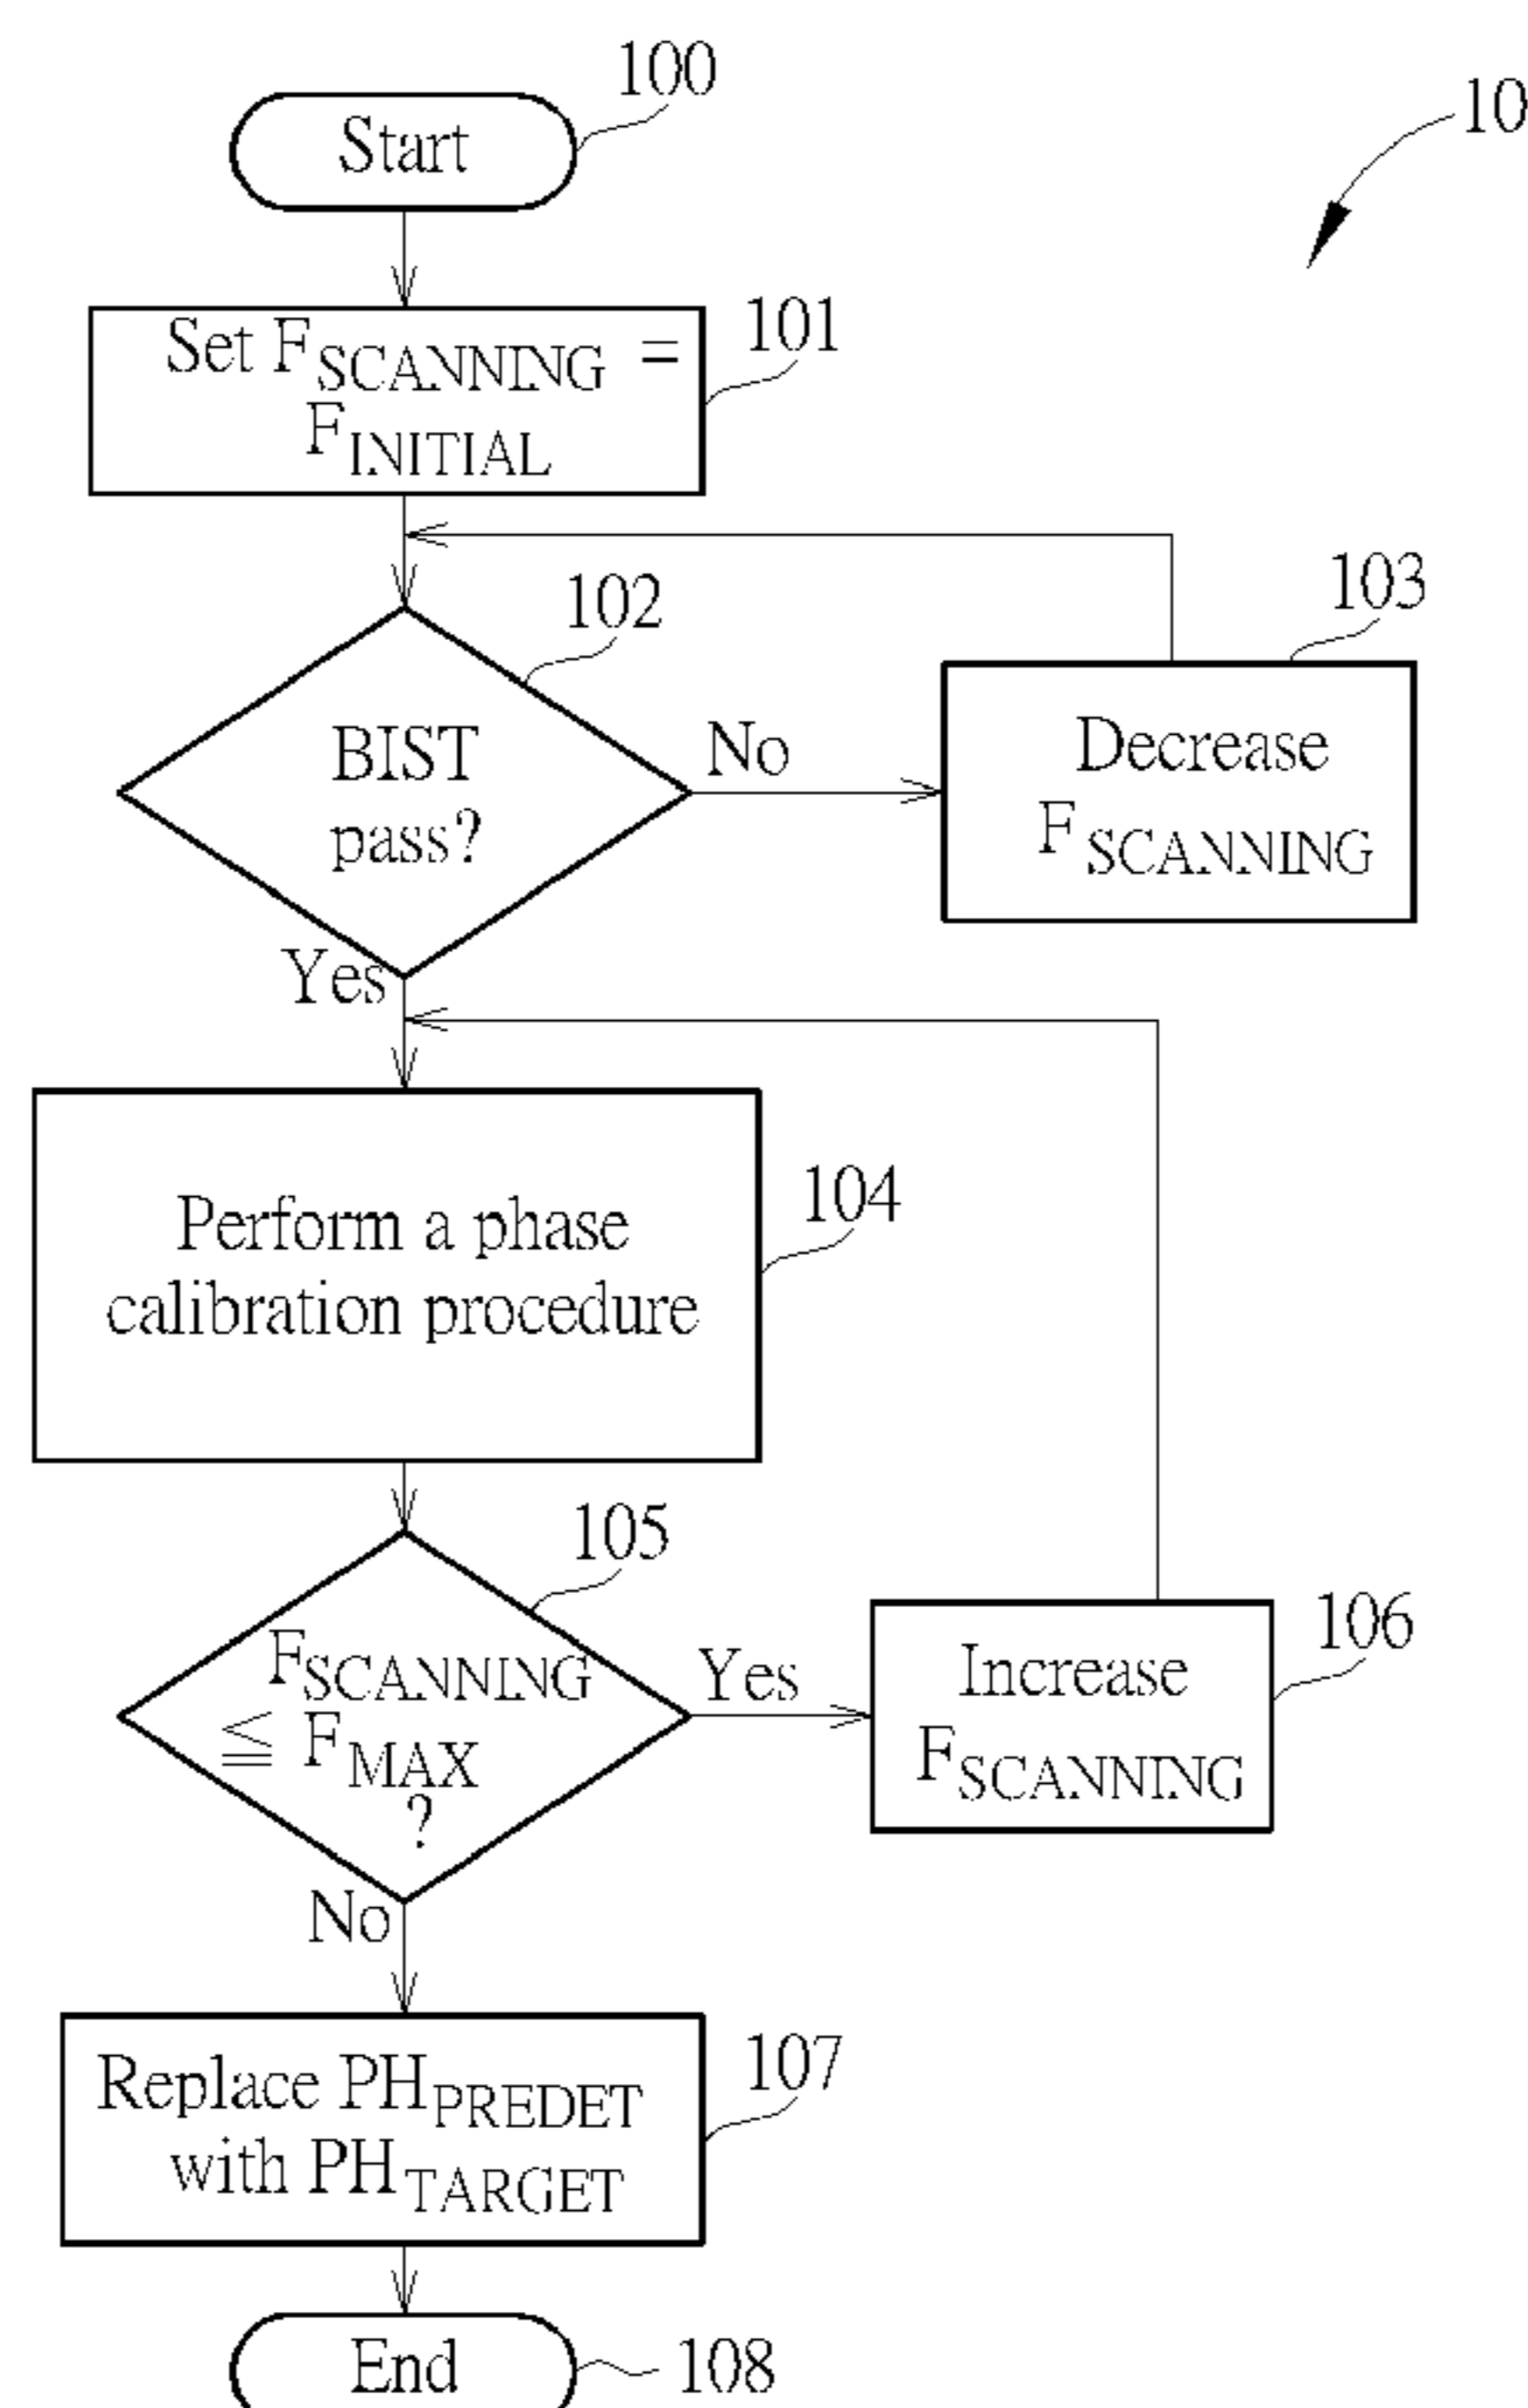 100
Start
10
Set F_SCANNING =
F_INITIAL
101
102
BIST
pass?
No
103
Decrease
F_SCANNING
Yes
Perform a phase
calibration procedure
104
105
F_SCANNING
≦ F_MAX
?
Yes
106
Increase
F_SCANNING
No
Replace PH_PREDET
with PH_TARGET
107
End
108